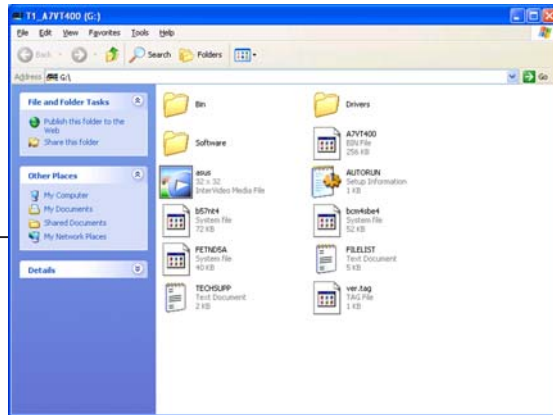 T1_A7VT400 (G:)
File Edit View Favorites Tools Help
Back Search Folders
Address G:\ Go
File and Folder Tasks
Publish this folder to the
Web
Share this folder
Other Places
My Computer
My Documents
Shared Documents
My Network Places
Details
Bin
Drivers
Software
A7VT400
BIN File
256 KB
asus
32 x 32
InterVideo Media File
AUTORUN
Setup Information
1 KB
b57nt4
System file
72 KB
bcm4sbe4
System file
52 KB
FETND5A
System file
40 KB
FILELIST
Text Document
5 KB
TECHSUPP
Text Document
2 KB
ver.tag
TAG File
1 KB